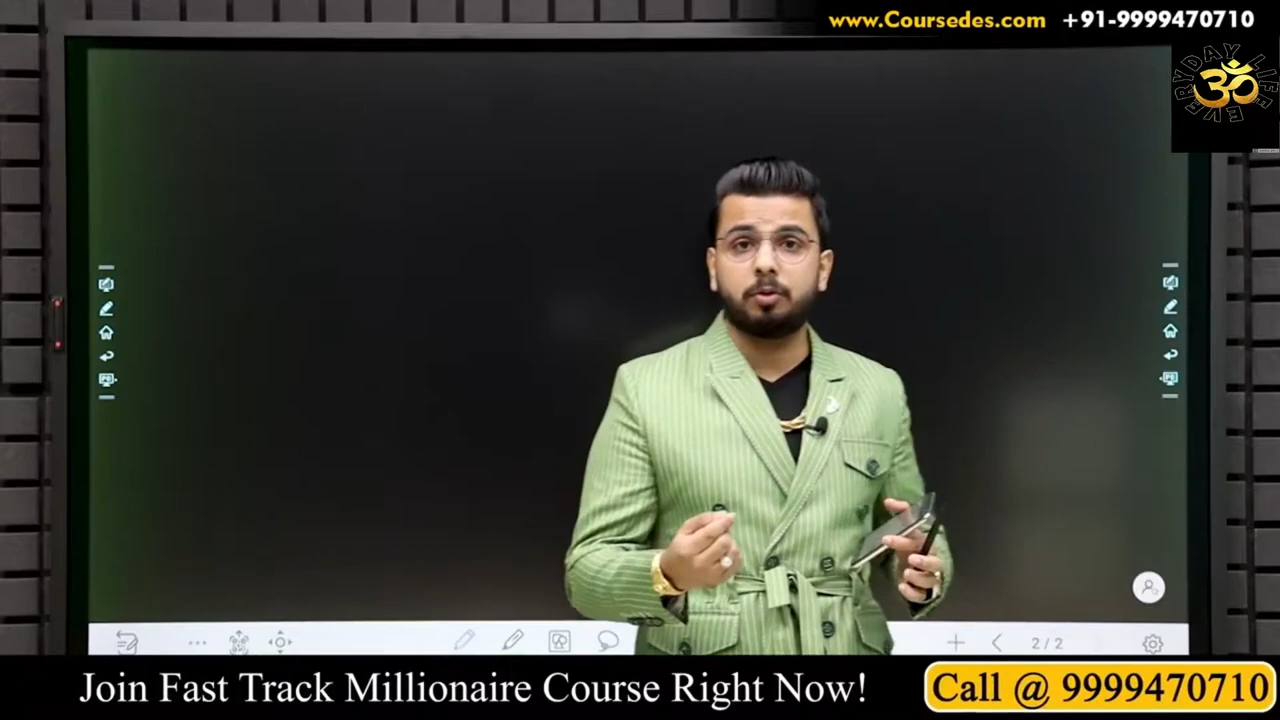 www.Coursedes.com +91-9999470710
EVERYDAY LIFE
ॐ
2 / 2
Join Fast Track Millionaire Course Right Now!
Call @ 9999470710